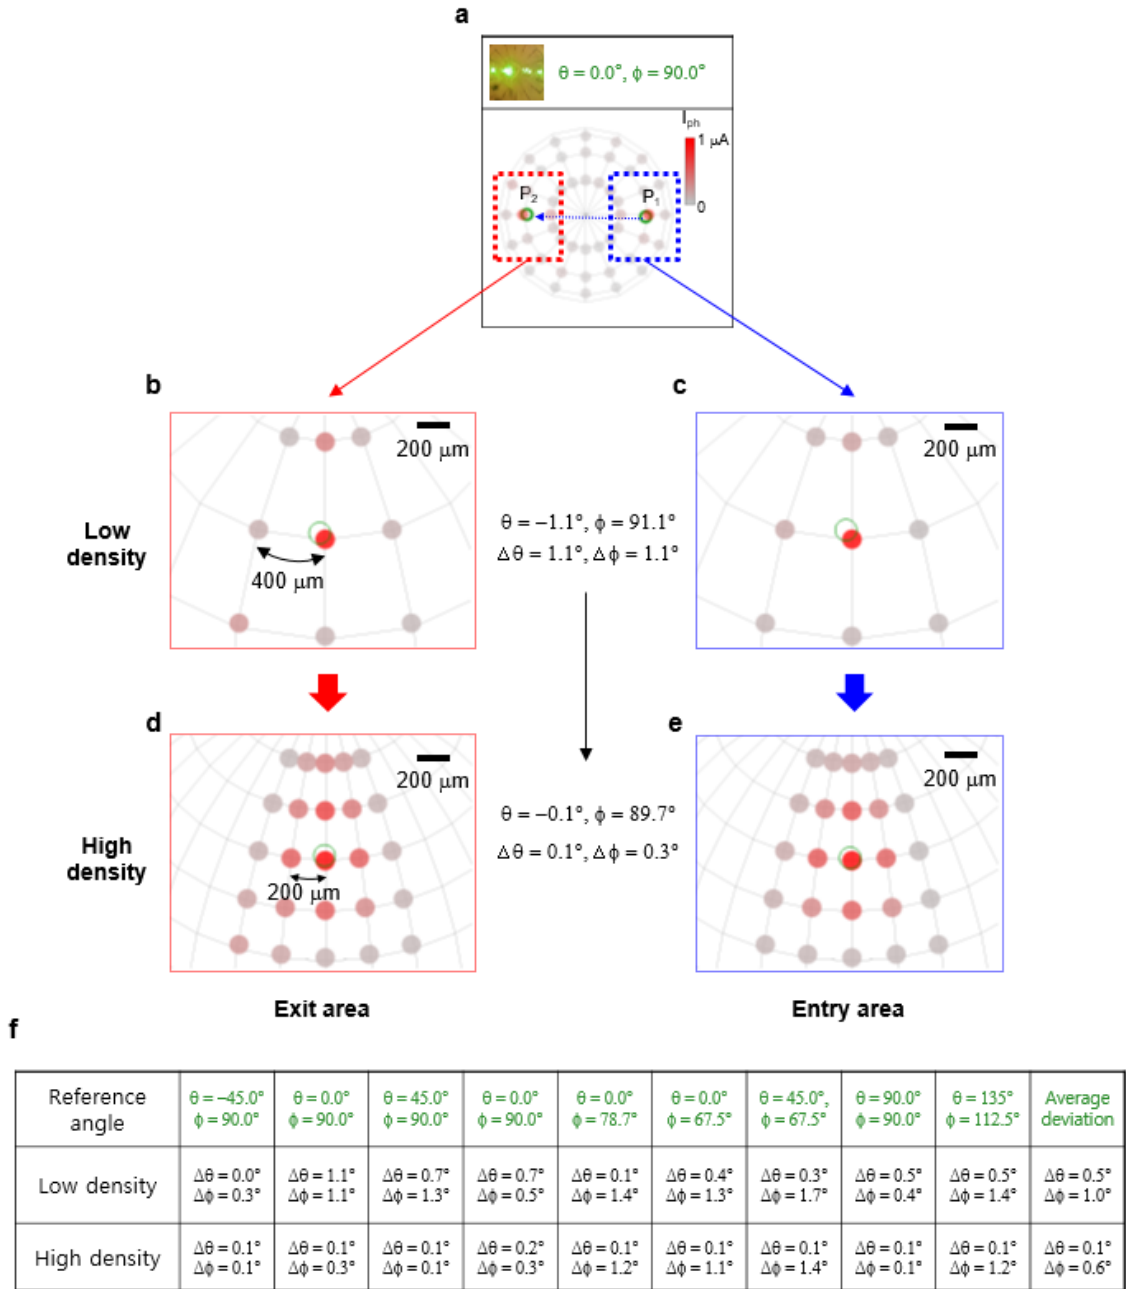 a
θ = 0.0°, ϕ = 90.0°
I_ph
1 μA
0
P_2
P_1
b
c
200 μm
200 μm
Low
density
400 μm
θ = −1.1°, ϕ = 91.1°
Δθ = 1.1°, Δϕ = 1.1°
d
e
200 μm
200 μm
High
density
200 μm
θ = −0.1°, ϕ = 89.7°
Δθ = 0.1°, Δϕ = 0.3°
Exit area
Entry area
f
Reference angle
θ = −45.0° ϕ = 90.0°
θ = 0.0° ϕ = 90.0°
θ = 45.0° ϕ = 90.0°
θ = 0.0° ϕ = 90.0°
θ = 0.0° ϕ = 78.7°
θ = 0.0° ϕ = 67.5°
θ = 45.0°, ϕ = 67.5°
θ = 90.0° ϕ = 90.0°
θ = 135° ϕ = 112.5°
Average deviation
Low density
Δθ = 0.0° Δϕ = 0.3°
Δθ = 1.1° Δϕ = 1.1°
Δθ = 0.7° Δϕ = 1.3°
Δθ = 0.7° Δϕ = 0.5°
Δθ = 0.1° Δϕ = 1.4°
Δθ = 0.4° Δϕ = 1.3°
Δθ = 0.3° Δϕ = 1.7°
Δθ = 0.5° Δϕ = 0.4°
Δθ = 0.5° Δϕ = 1.4°
Δθ = 0.5° Δϕ = 1.0°
High density
Δθ = 0.1° Δϕ = 0.1°
Δθ = 0.1° Δϕ = 0.3°
Δθ = 0.1° Δϕ = 0.1°
Δθ = 0.2° Δϕ = 0.3°
Δθ = 0.1° Δϕ = 1.2°
Δθ = 0.1° Δϕ = 1.1°
Δθ = 0.1° Δϕ = 1.4°
Δθ = 0.1° Δϕ = 0.1°
Δθ = 0.1° Δϕ = 1.2°
Δθ = 0.1° Δϕ = 0.6°